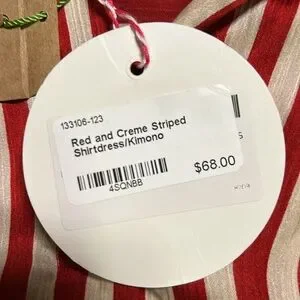 133106-123
Red and Creme Striped
Shirtdress/Kimono
4SQNBB
$68.00